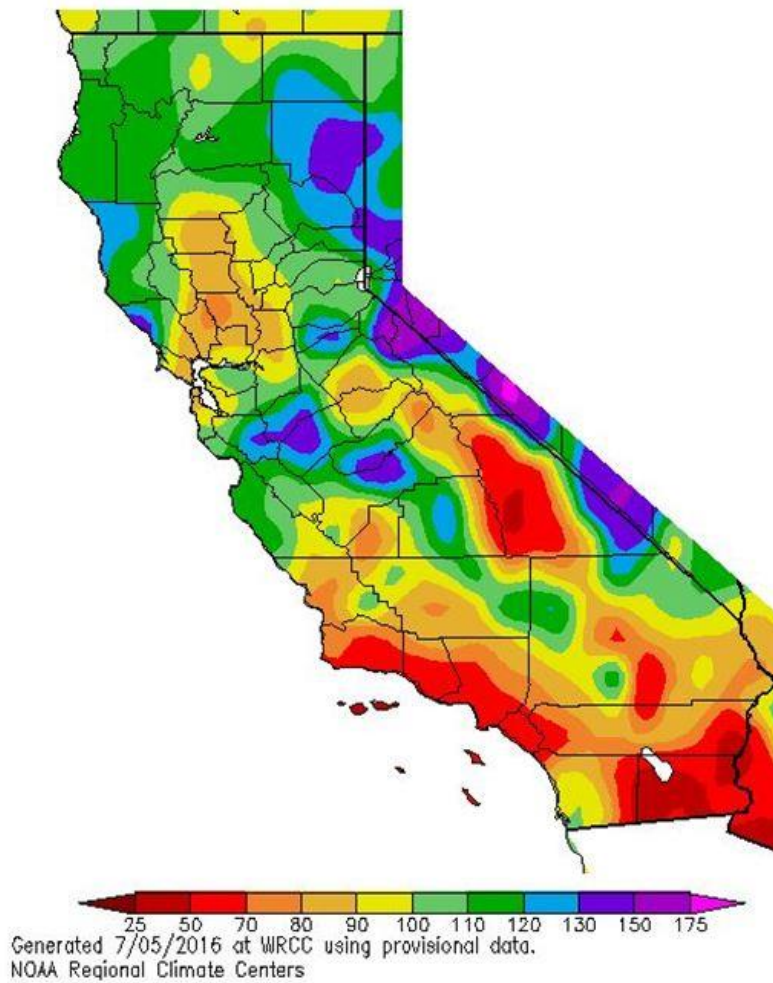 25 50 70 80 90 100 110 120 130 150 175
Generated 7/05/2016 at WRCC using provisional data.
NOAA Regional Climate Centers